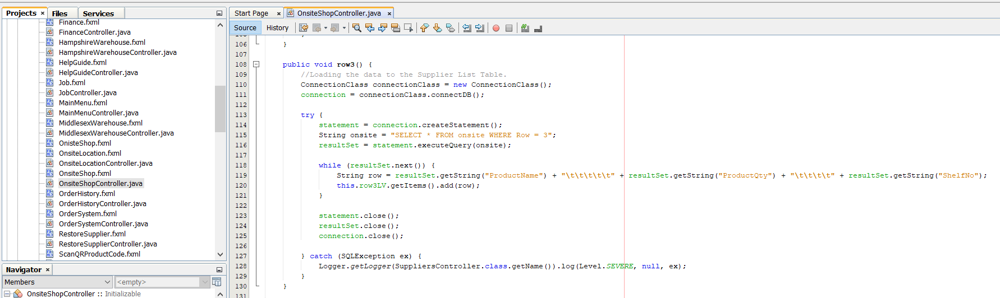 Projects × Files Services
Finance.fxml
FinanceController.java
HampshireWarehouse.fxml
HampshireWarehouseController.java
HelpGuide.fxml
HelpGuideController.java
Job.fxml
JobController.java
MainMenu.fxml
MainMenuController.java
MiddlesexWarehouse.fxml
MiddlesexWarehouseController.java
OnisteShop.fxml
OnsiteLocation.fxml
OnsiteLocationController.java
OnsiteShop.fxml
OnsiteShopController.java
OrderHistory.fxml
OrderHistoryController.java
OrderSystem.fxml
OrderSystemController.java
RestoreSupplier.fxml
RestoreSupplierController.java
ScanQRProductCode.fxml
Navigator ×
Members <empty>
OnsiteShopController :: Initializable
Start Page × OnsiteShopController.java ×
Source History
105 }
106 }
107
108 public void row3() {
109 //Loading the data to the Supplier List Table.
110 ConnectionClass connectionClass = new ConnectionClass();
111 connection = connectionClass.connectDB();
112
113 try {
114 statement = connection.createStatement();
115 String onsite = "SELECT * FROM onsite WHERE Row = 3";
116 resultSet = statement.executeQuery(onsite);
117
118 while (resultSet.next()) {
119 String row = resultSet.getString("ProductName") + "\t\t\t\t\t" + resultSet.getString("ProductQty") + "\t\t\t\t" + resultSet.getString("ShelfNo");
120 this.row3LV.getItems().add(row);
121 }
122
123 statement.close();
124 resultSet.close();
125 connection.close();
126
127 } catch (SQLException ex) {
128 Logger.getLogger(SuppliersController.class.getName()).log(Level.SEVERE, null, ex);
129 }
130 }
131